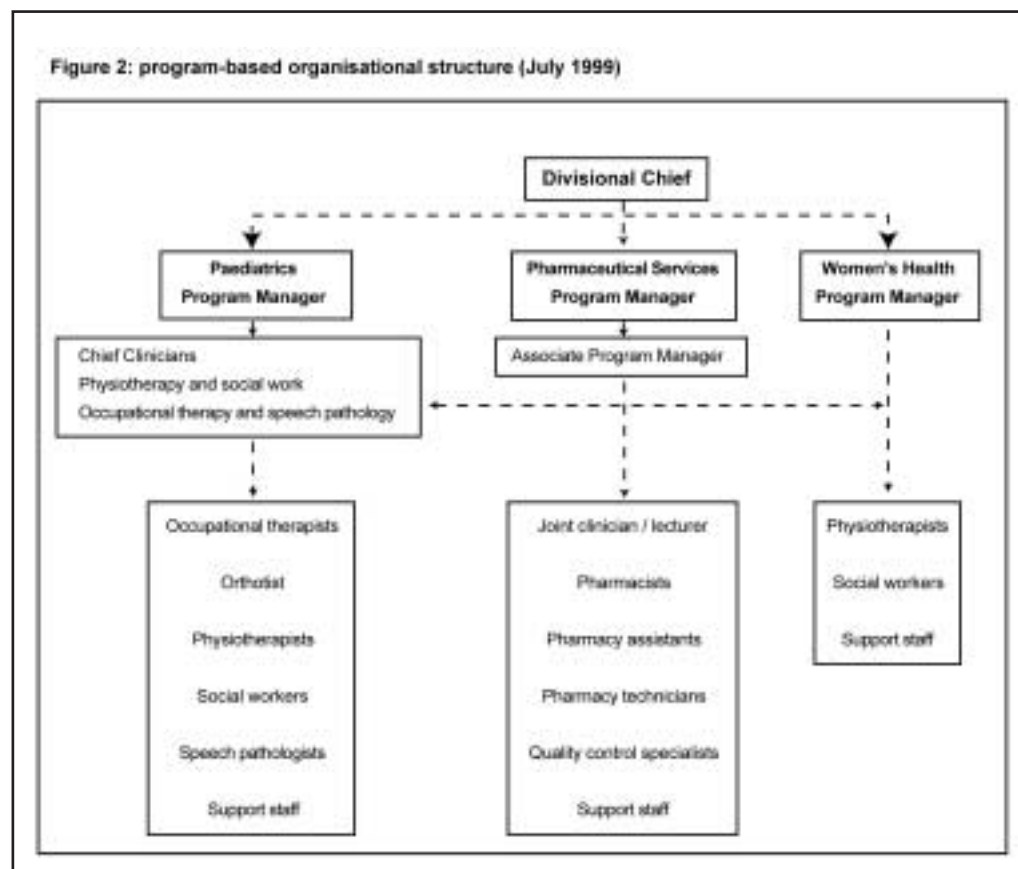 Figure 2: program-based organisational structure (July 1999)
Divisional Chief
Paediatrics
Program Manager
Pharmaceutical Services
Program Manager
Women's Health
Program Manager
Chief Clinicians
Physiotherapy and social work
Occupational therapy and speech pathology
Associate Program Manager
Occupational therapists
Orthotist
Physiotherapists
Social workers
Speech pathologists
Support staff
Joint clinician / lecturer
Pharmacists
Pharmacy assistants
Pharmacy technicians
Quality control specialists
Support staff
Physiotherapists
Social workers
Support staff